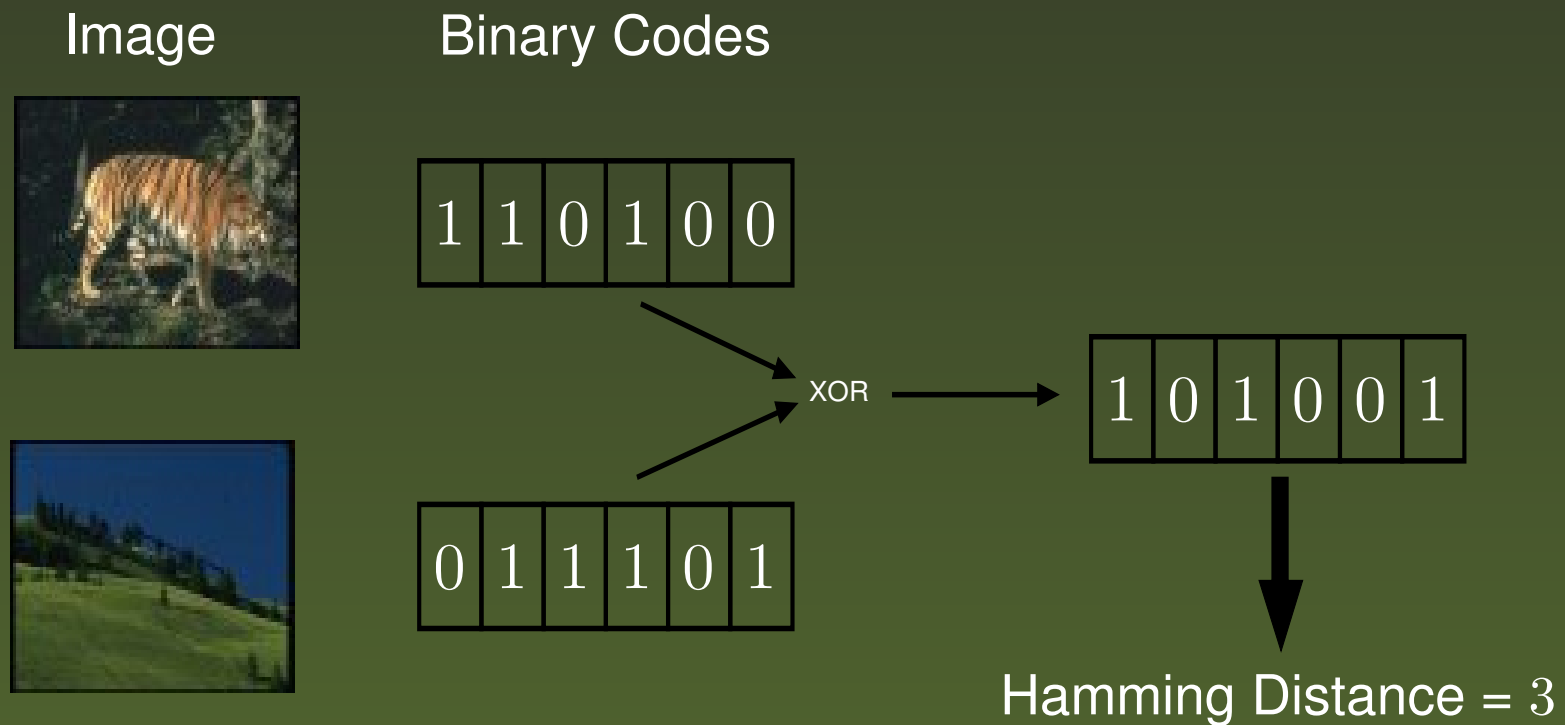 Image
Binary Codes
1 1 0 1 0 0
XOR
1 0 1 0 0 1
0 1 1 1 0 1
Hamming Distance = 3